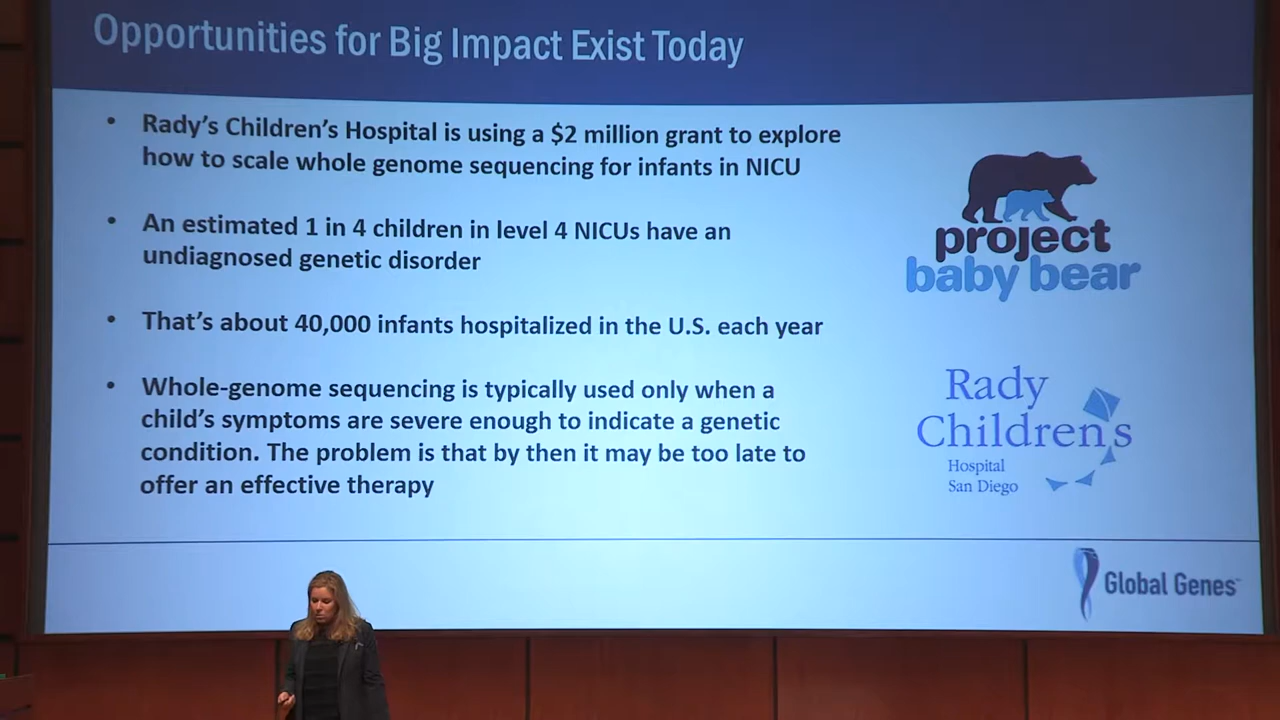 Opportunities for Big Impact Exist Today
• Rady's Children's Hospital is using a $2 million grant to explore
how to scale whole genome sequencing for infants in NICU
• An estimated 1 in 4 children in level 4 NICUs have an
undiagnosed genetic disorder
• That's about 40,000 infants hospitalized in the U.S. each year
• Whole-genome sequencing is typically used only when a
child's symptoms are severe enough to indicate a genetic
condition. The problem is that by then it may be too late to
offer an effective therapy
project
baby bear
Rady
Children's
Hospital
San Diego
Global Genes